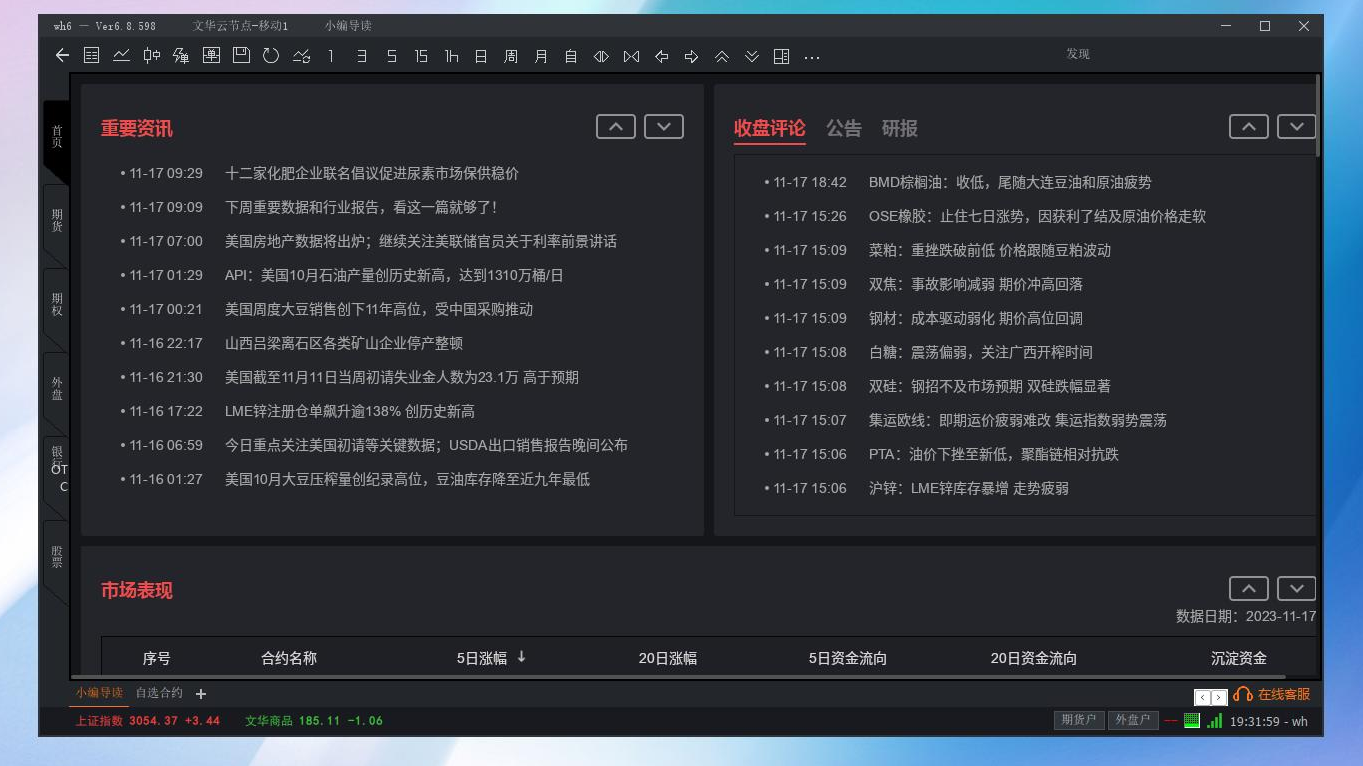 wh6 — Ver6.8.598 文华云节点-移动1 小编导读
1 3 5 15 1h 日 周 月 自 ...
发现
首页
期货
期权
外盘
银行
OTC
股票
重要资讯
• 11-17 09:29 十二家化肥企业联名倡议促进尿素市场保供稳价
• 11-17 09:09 下周重要数据和行业报告，看这一篇就够了！
• 11-17 07:00 美国房地产数据将出炉；继续关注美联储官员关于利率前景讲话
• 11-17 01:29 API：美国10月石油产量创历史新高，达到1310万桶/日
• 11-17 00:21 美国周度大豆销售创下11年高位，受中国采购推动
• 11-16 22:17 山西吕梁离石区各类矿山企业停产整顿
• 11-16 21:30 美国截至11月11日当周初请失业金人数为23.1万 高于预期
• 11-16 17:22 LME锌注册仓单飙升逾138% 创历史新高
• 11-16 06:59 今日重点关注美国初请等关键数据；USDA出口销售报告晚间公布
• 11-16 01:27 美国10月大豆压榨量创纪录高位，豆油库存降至近九年最低
收盘评论 公告 研报
• 11-17 18:42 BMD棕榈油：收低，尾随大连豆油和原油疲势
• 11-17 15:26 OSE橡胶：止住七日涨势，因获利了结及原油价格走软
• 11-17 15:09 菜粕：重挫跌破前低 价格跟随豆粕波动
• 11-17 15:09 双焦：事故影响减弱 期价冲高回落
• 11-17 15:09 钢材：成本驱动弱化 期价高位回调
• 11-17 15:08 白糖：震荡偏弱，关注广西开榨时间
• 11-17 15:08 双硅：钢招不及市场预期 双硅跌幅显著
• 11-17 15:07 集运欧线：即期运价疲弱难改 集运指数弱势震荡
• 11-17 15:06 PTA：油价下挫至新低，聚酯链相对抗跌
• 11-17 15:06 沪锌：LME锌库存暴增 走势疲弱
市场表现
数据日期：2023-11-17
序号 合约名称 5日涨幅 ↓ 20日涨幅 5日资金流向 20日资金流向 沉淀资金
小编导读 自选合约 +
在线客服
上证指数 3054.37 +3.44 文华商品 185.11 -1.06
期货户 外盘户 -- 19:31:59 - wh